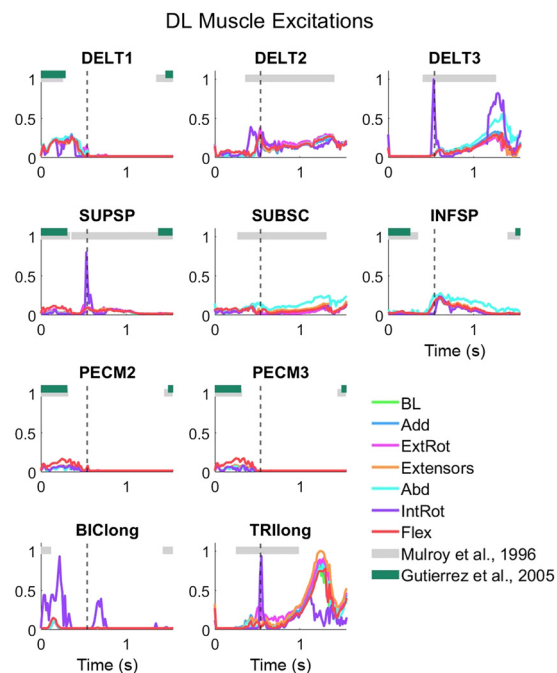 DL Muscle Excitations
DELT1 DELT2 DELT3
1 1 1
0.5 0.5 0.5
0 0 0
0 1 0 1 0 1
SUPSP SUBSC INFSP
1 1 1
0.5 0.5 0.5
0 0 0
0 1 0 1 0 1
Time (s)
PECM2 PECM3
1 1
0.5 0.5
0 0
0 1 0 1
BIClong TRIlong
1 1
0.5 0.5
0 0
0 1 0 1
Time (s) Time (s)
BL
Add
ExtRot
Extensors
Abd
IntRot
Flex
Mulroy et al., 1996
Gutierrez et al., 2005